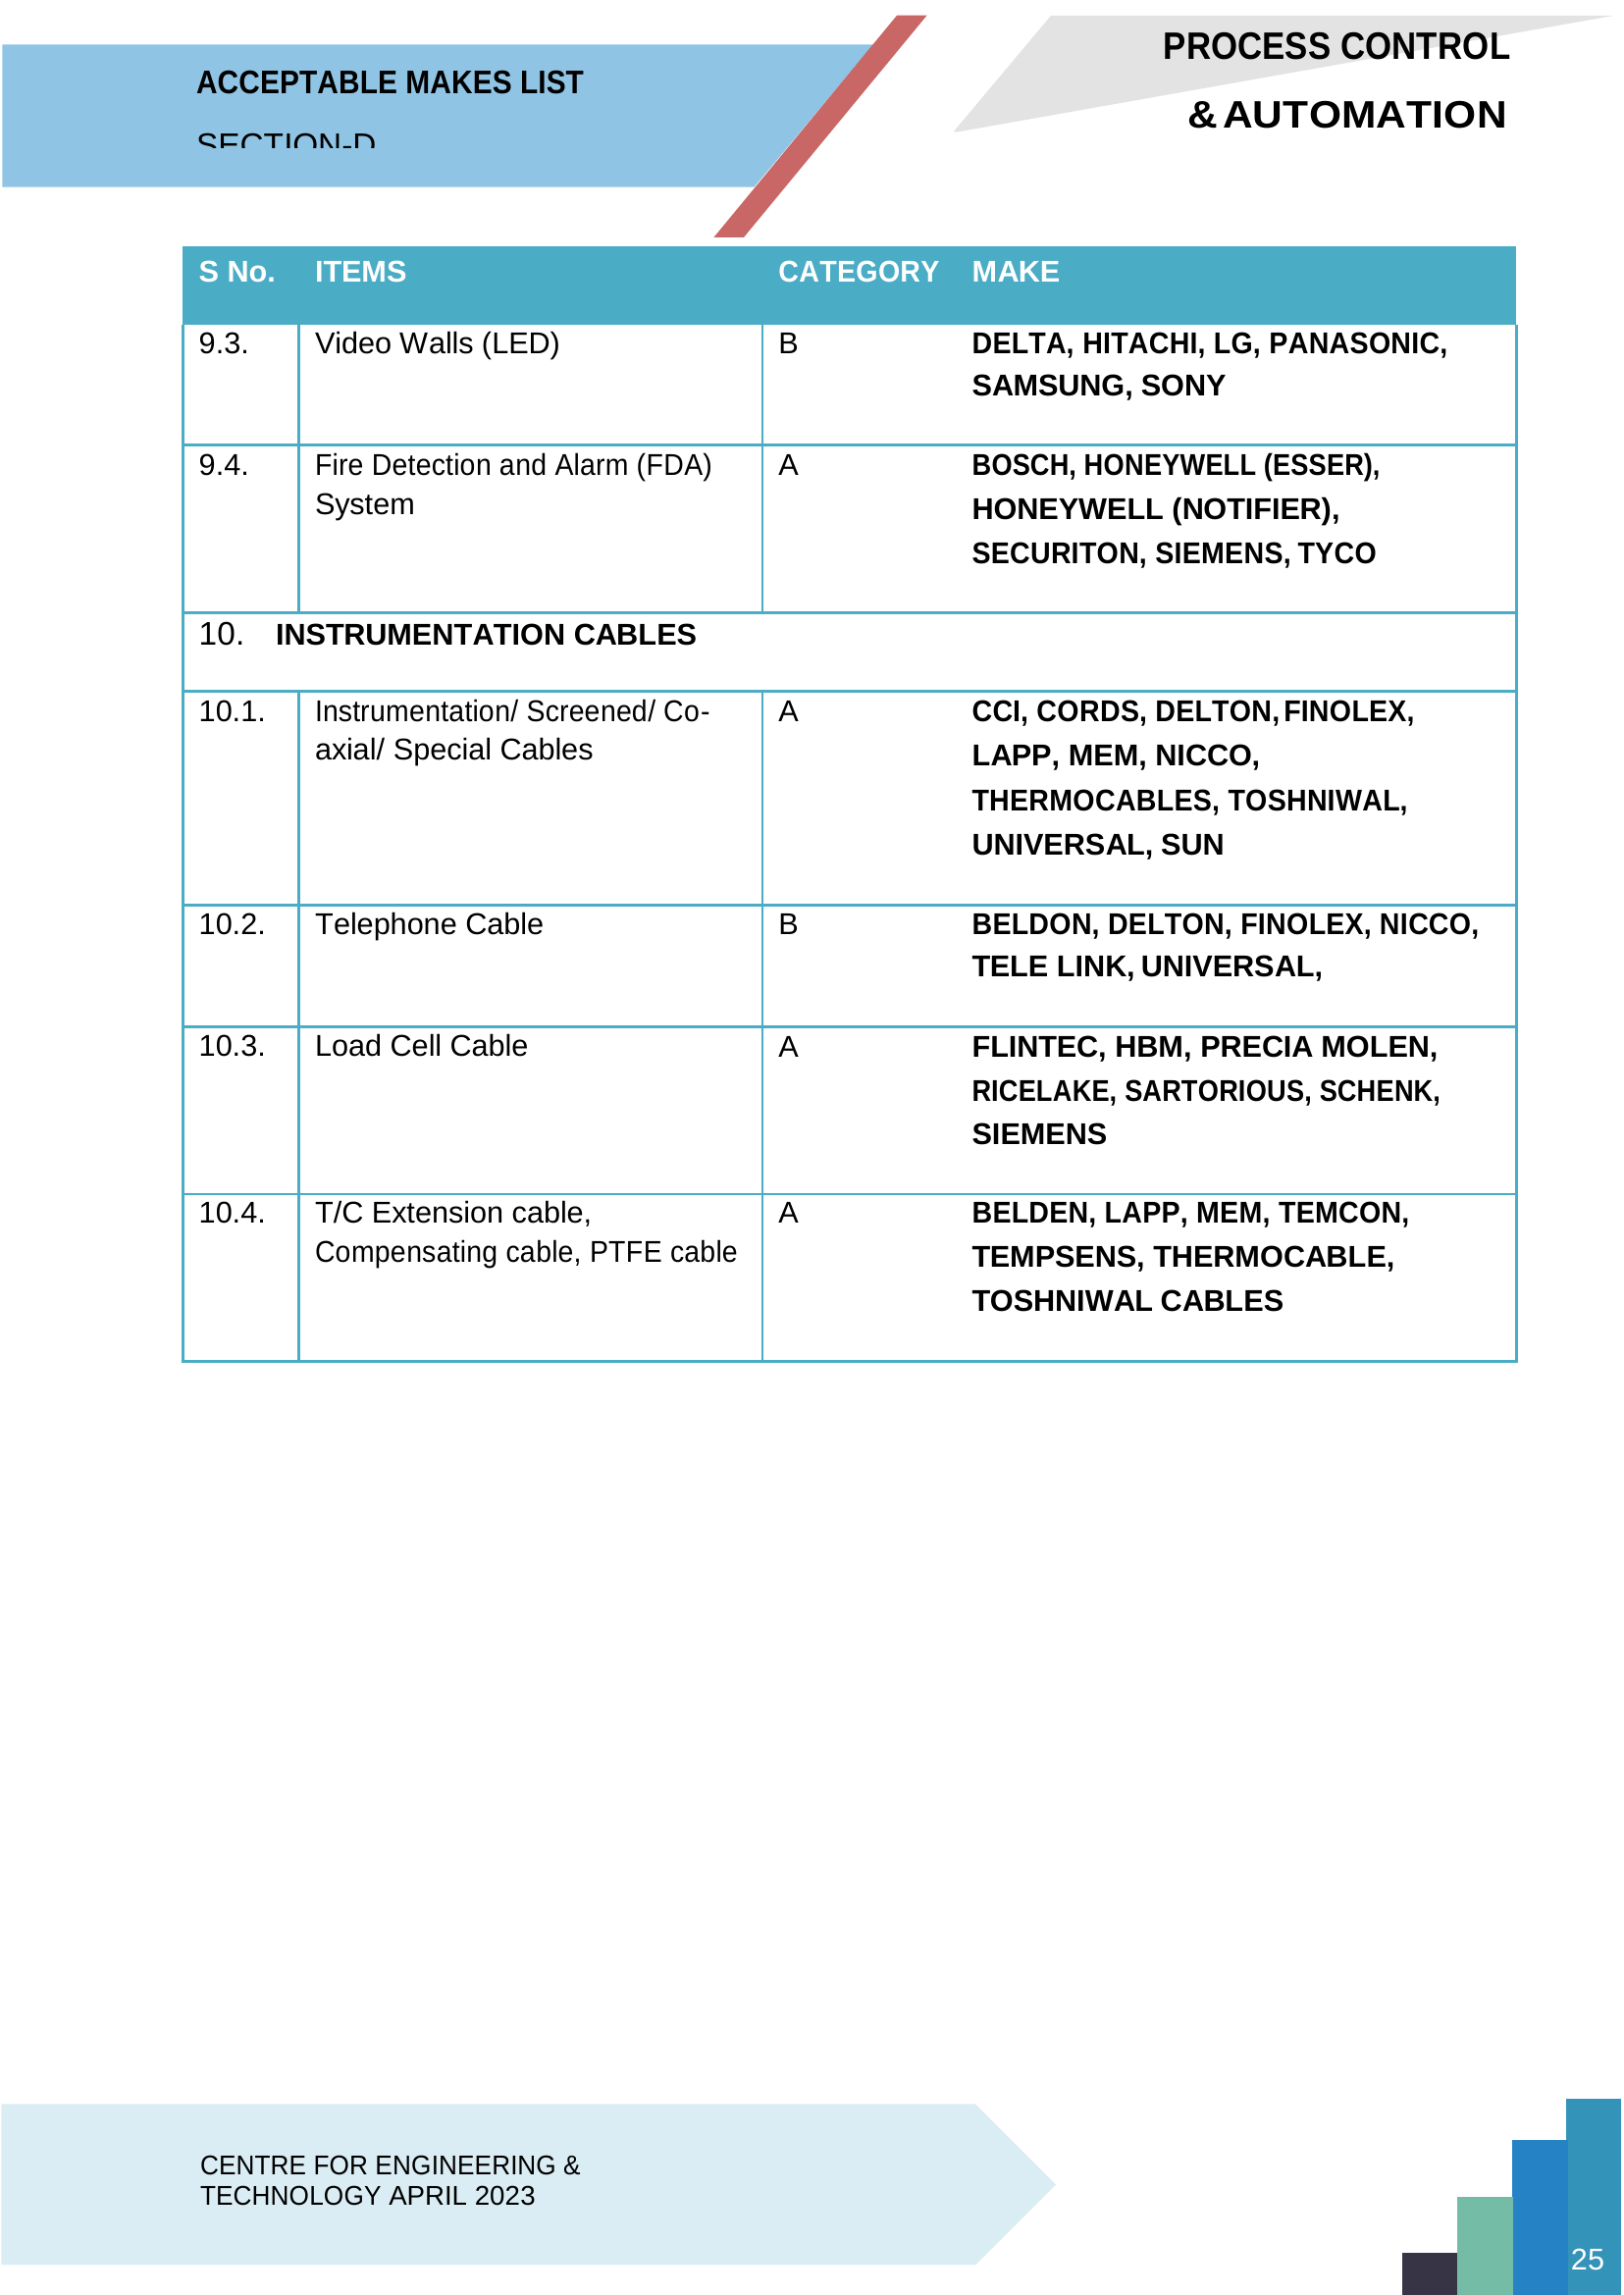 ACCEPTABLE MAKES LIST
SECTION-D
PROCESS CONTROL
& AUTOMATION
S No. ITEMS CATEGORY MAKE
9.3. Video Walls (LED) B DELTA, HITACHI, LG, PANASONIC,
SAMSUNG, SONY
9.4. Fire Detection and Alarm (FDA) A BOSCH, HONEYWELL (ESSER),
System HONEYWELL (NOTIFIER),
SECURITON, SIEMENS, TYCO
10. INSTRUMENTATION CABLES
10.1. Instrumentation/ Screened/ Co- A CCI, CORDS, DELTON, FINOLEX,
axial/ Special Cables LAPP, MEM, NICCO,
THERMOCABLES, TOSHNIWAL,
UNIVERSAL, SUN
10.2. Telephone Cable B BELDON, DELTON, FINOLEX, NICCO,
TELE LINK, UNIVERSAL,
10.3. Load Cell Cable A FLINTEC, HBM, PRECIA MOLEN,
RICELAKE, SARTORIOUS, SCHENK,
SIEMENS
10.4. T/C Extension cable, A BELDEN, LAPP, MEM, TEMCON,
Compensating cable, PTFE cable TEMPSENS, THERMOCABLE,
TOSHNIWAL CABLES
CENTRE FOR ENGINEERING &
TECHNOLOGY APRIL 2023
25